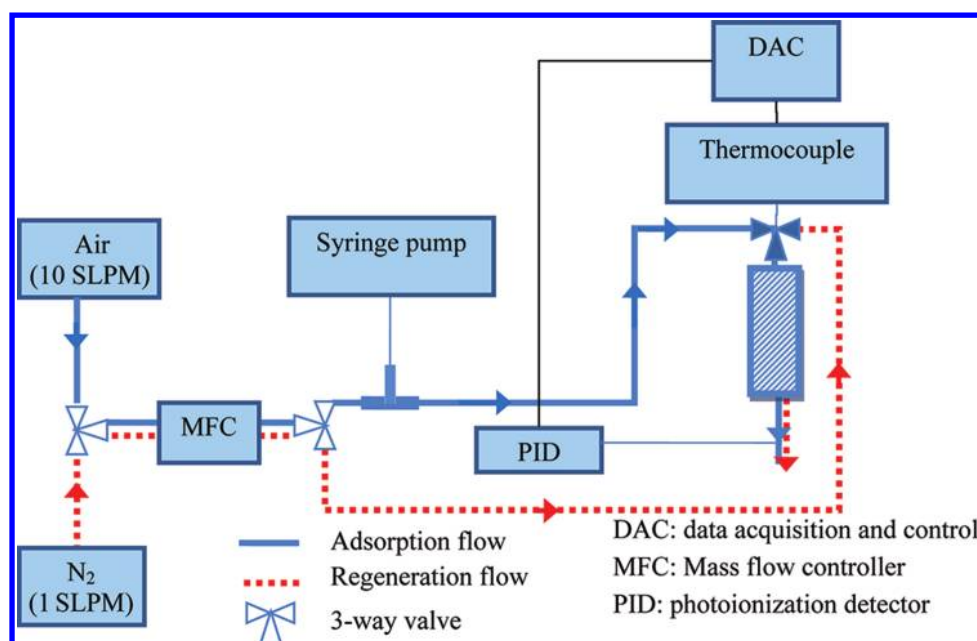 DAC
Thermocouple
Air
(10 SLPM)
Syringe pump
MFC
PID
N₂
(1 SLPM)
Adsorption flow
Regeneration flow
3-way valve
DAC: data acquisition and control
MFC: Mass flow controller
PID: photoionization detector